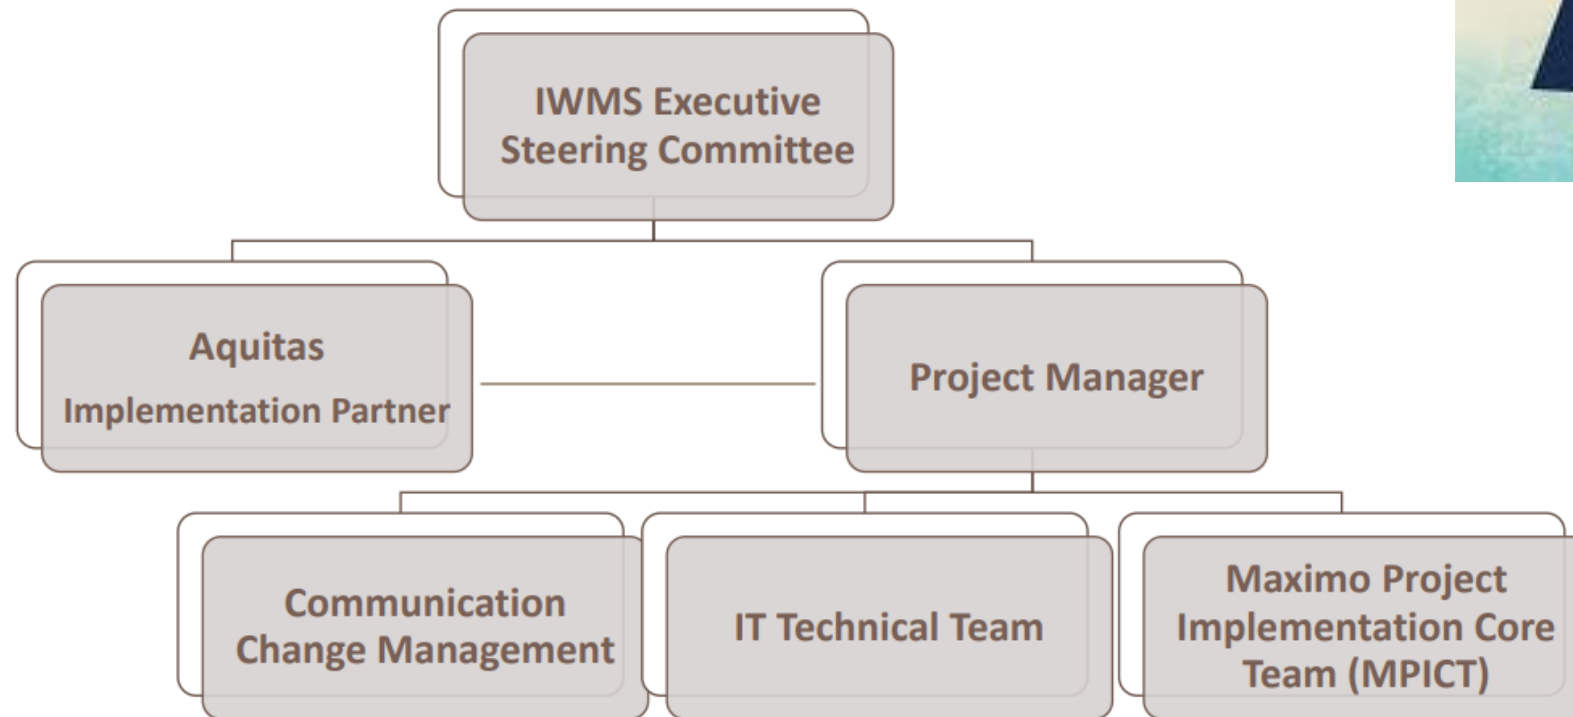 IWMS Executive
Steering Committee
Aquitas
Implementation Partner
Project Manager
Communication
Change Management
IT Technical Team
Maximo Project
Implementation Core
Team (MPICT)